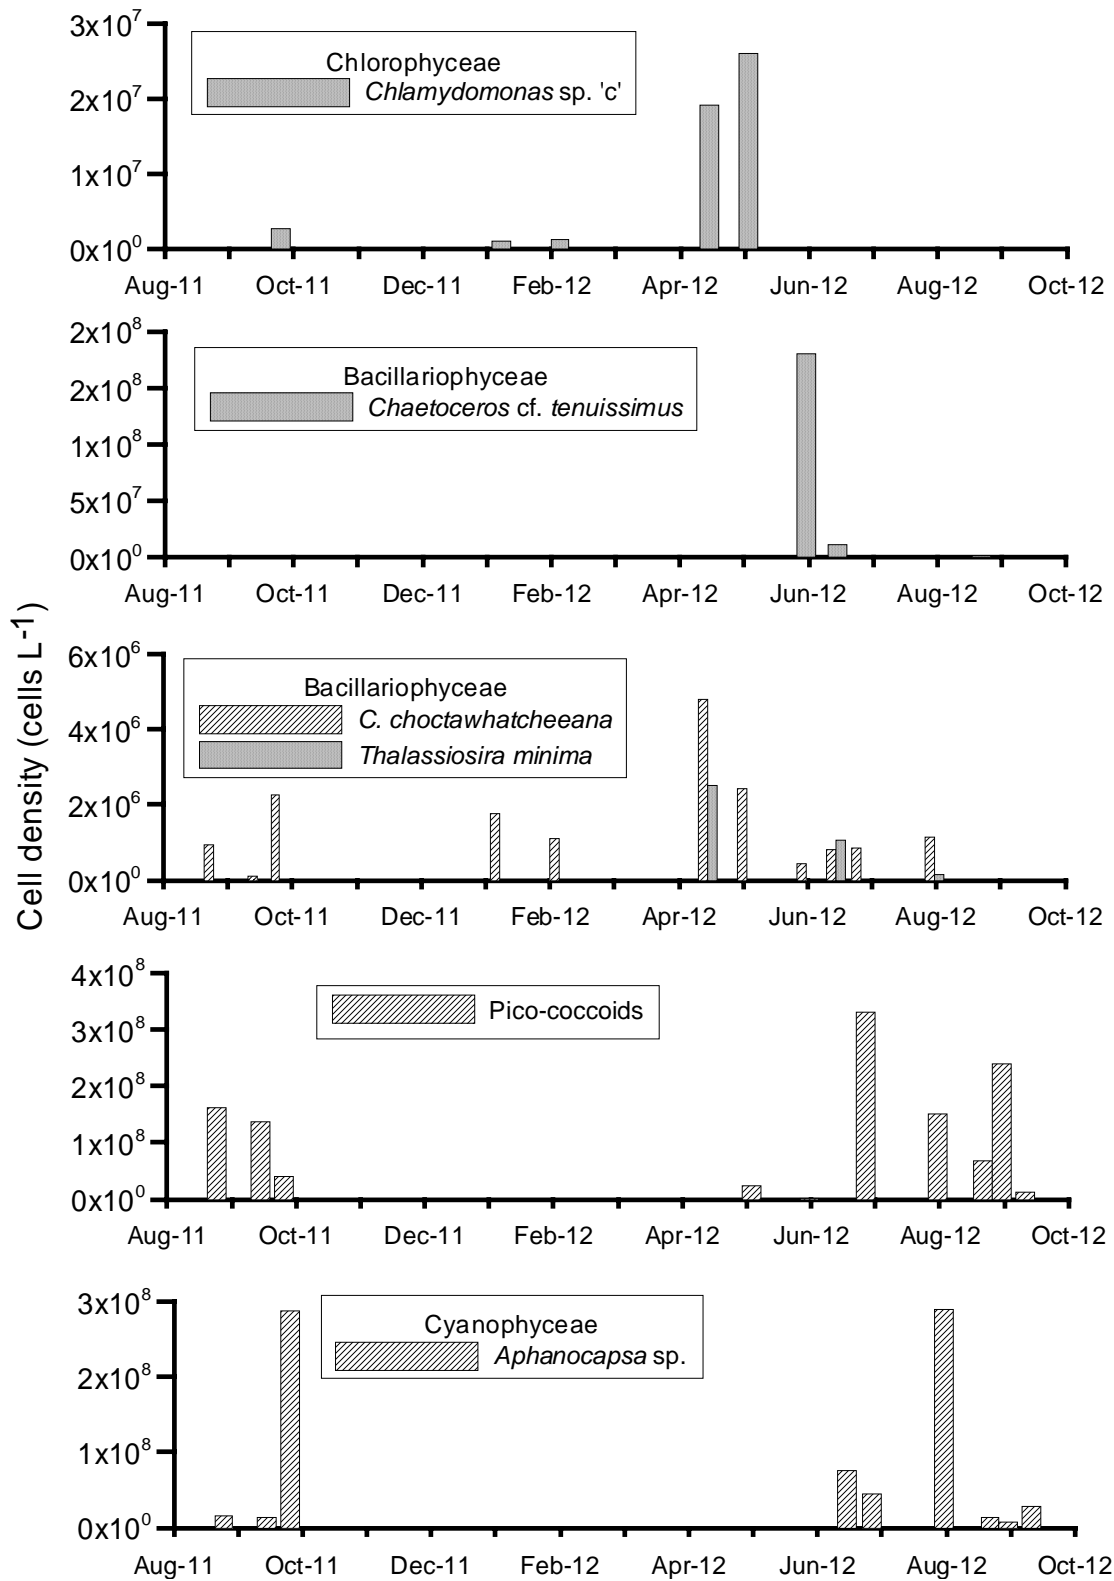 3x10^7
Chlorophyceae
Chlamydomonas sp. 'c'
2x10^7
1x10^7
0x10^0
Aug-11 Oct-11 Dec-11 Feb-12 Apr-12 Jun-12 Aug-12 Oct-12
2x10^8
Bacillariophyceae
2x10^8
Chaetoceros cf. tenuissimus
1x10^8
5x10^7
0x10^0
Aug-11 Oct-11 Dec-11 Feb-12 Apr-12 Jun-12 Aug-12 Oct-12
Cell density (cells L^-1)
6x10^6
Bacillariophyceae
C. choctawhatcheeana
4x10^6
Thalassiosira minima
2x10^6
0x10^0
Aug-11 Oct-11 Dec-11 Feb-12 Apr-12 Jun-12 Aug-12 Oct-12
4x10^8
Pico-coccoids
3x10^8
2x10^8
1x10^8
0x10^0
Aug-11 Oct-11 Dec-11 Feb-12 Apr-12 Jun-12 Aug-12 Oct-12
3x10^8
Cyanophyceae
Aphanocapsa sp.
2x10^8
1x10^8
0x10^0
Aug-11 Oct-11 Dec-11 Feb-12 Apr-12 Jun-12 Aug-12 Oct-12